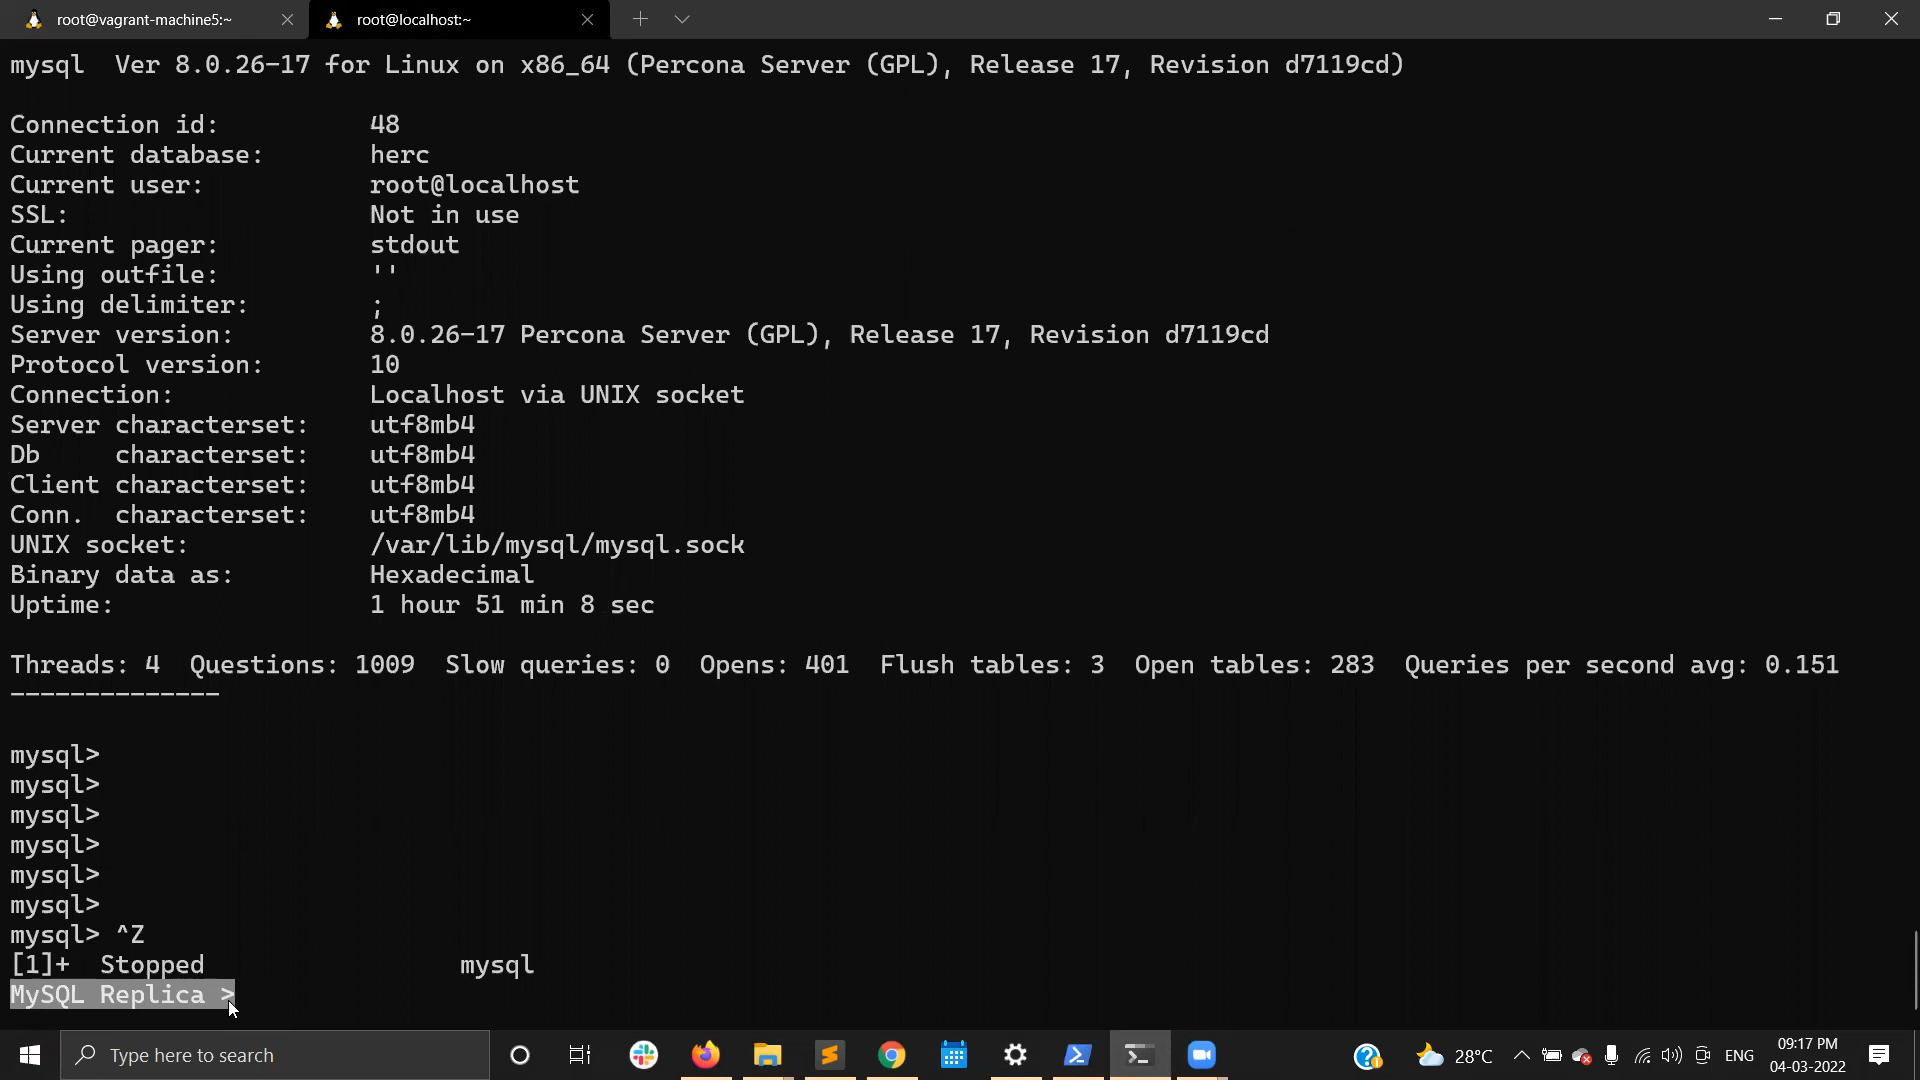 root@vagrant-machine5:~ root@localhost:~
mysql  Ver 8.0.26-17 for Linux on x86_64 (Percona Server (GPL), Release 17, Revision d7119cd)
Connection id: 48
Current database: herc
Current user: root@localhost
SSL: Not in use
Current pager: stdout
Using outfile: ''
Using delimiter: ;
Server version: 8.0.26-17 Percona Server (GPL), Release 17, Revision d7119cd
Protocol version: 10
Connection: Localhost via UNIX socket
Server characterset: utf8mb4
Db     characterset: utf8mb4
Client characterset: utf8mb4
Conn.  characterset: utf8mb4
UNIX socket: /var/lib/mysql/mysql.sock
Binary data as: Hexadecimal
Uptime: 1 hour 51 min 8 sec
Threads: 4  Questions: 1009  Slow queries: 0  Opens: 401  Flush tables: 3  Open tables: 283  Queries per second avg: 0.151
--------------
mysql>
mysql>
mysql>
mysql>
mysql>
mysql>
mysql> ^Z
[1]+  Stopped                 mysql
MySQL Replica >
Type here to search 28°C ENG 09:17 PM
04-03-2022